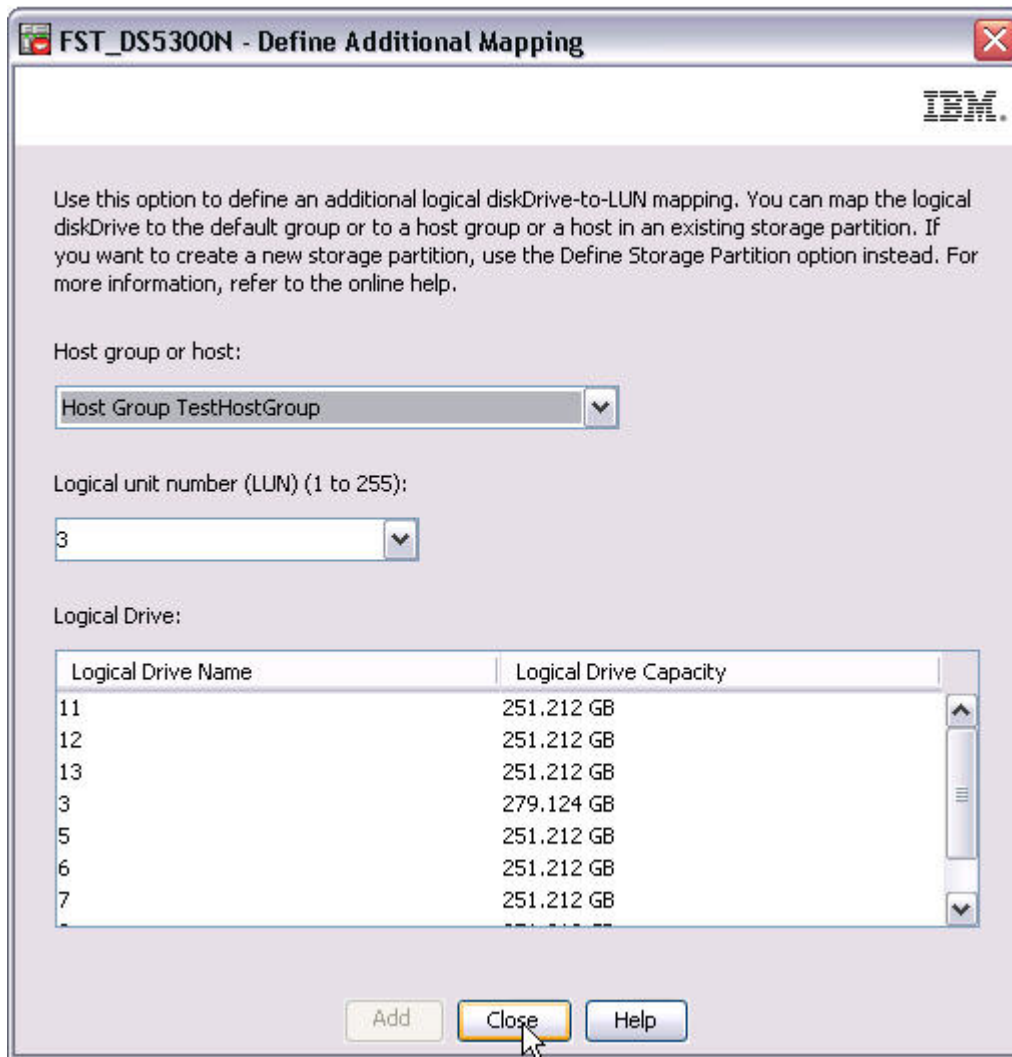 FST_DS5300N - Define Additional Mapping
IBM.
Use this option to define an additional logical diskDrive-to-LUN mapping. You can map the logical
diskDrive to the default group or to a host group or a host in an existing storage partition. If
you want to create a new storage partition, use the Define Storage Partition option instead. For
more information, refer to the online help.
Host group or host:
Host Group TestHostGroup
Logical unit number (LUN) (1 to 255):
3
Logical Drive:
Logical Drive Name Logical Drive Capacity
11 251.212 GB
12 251.212 GB
13 251.212 GB
3 279.124 GB
5 251.212 GB
6 251.212 GB
7 251.212 GB
Add Close Help